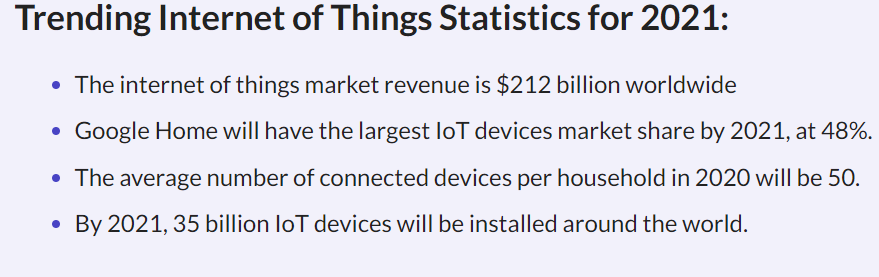 Trending Internet of Things Statistics for 2021:
• The internet of things market revenue is $212 billion worldwide
• Google Home will have the largest IoT devices market share by 2021, at 48%.
• The average number of connected devices per household in 2020 will be 50.
• By 2021, 35 billion IoT devices will be installed around the world.